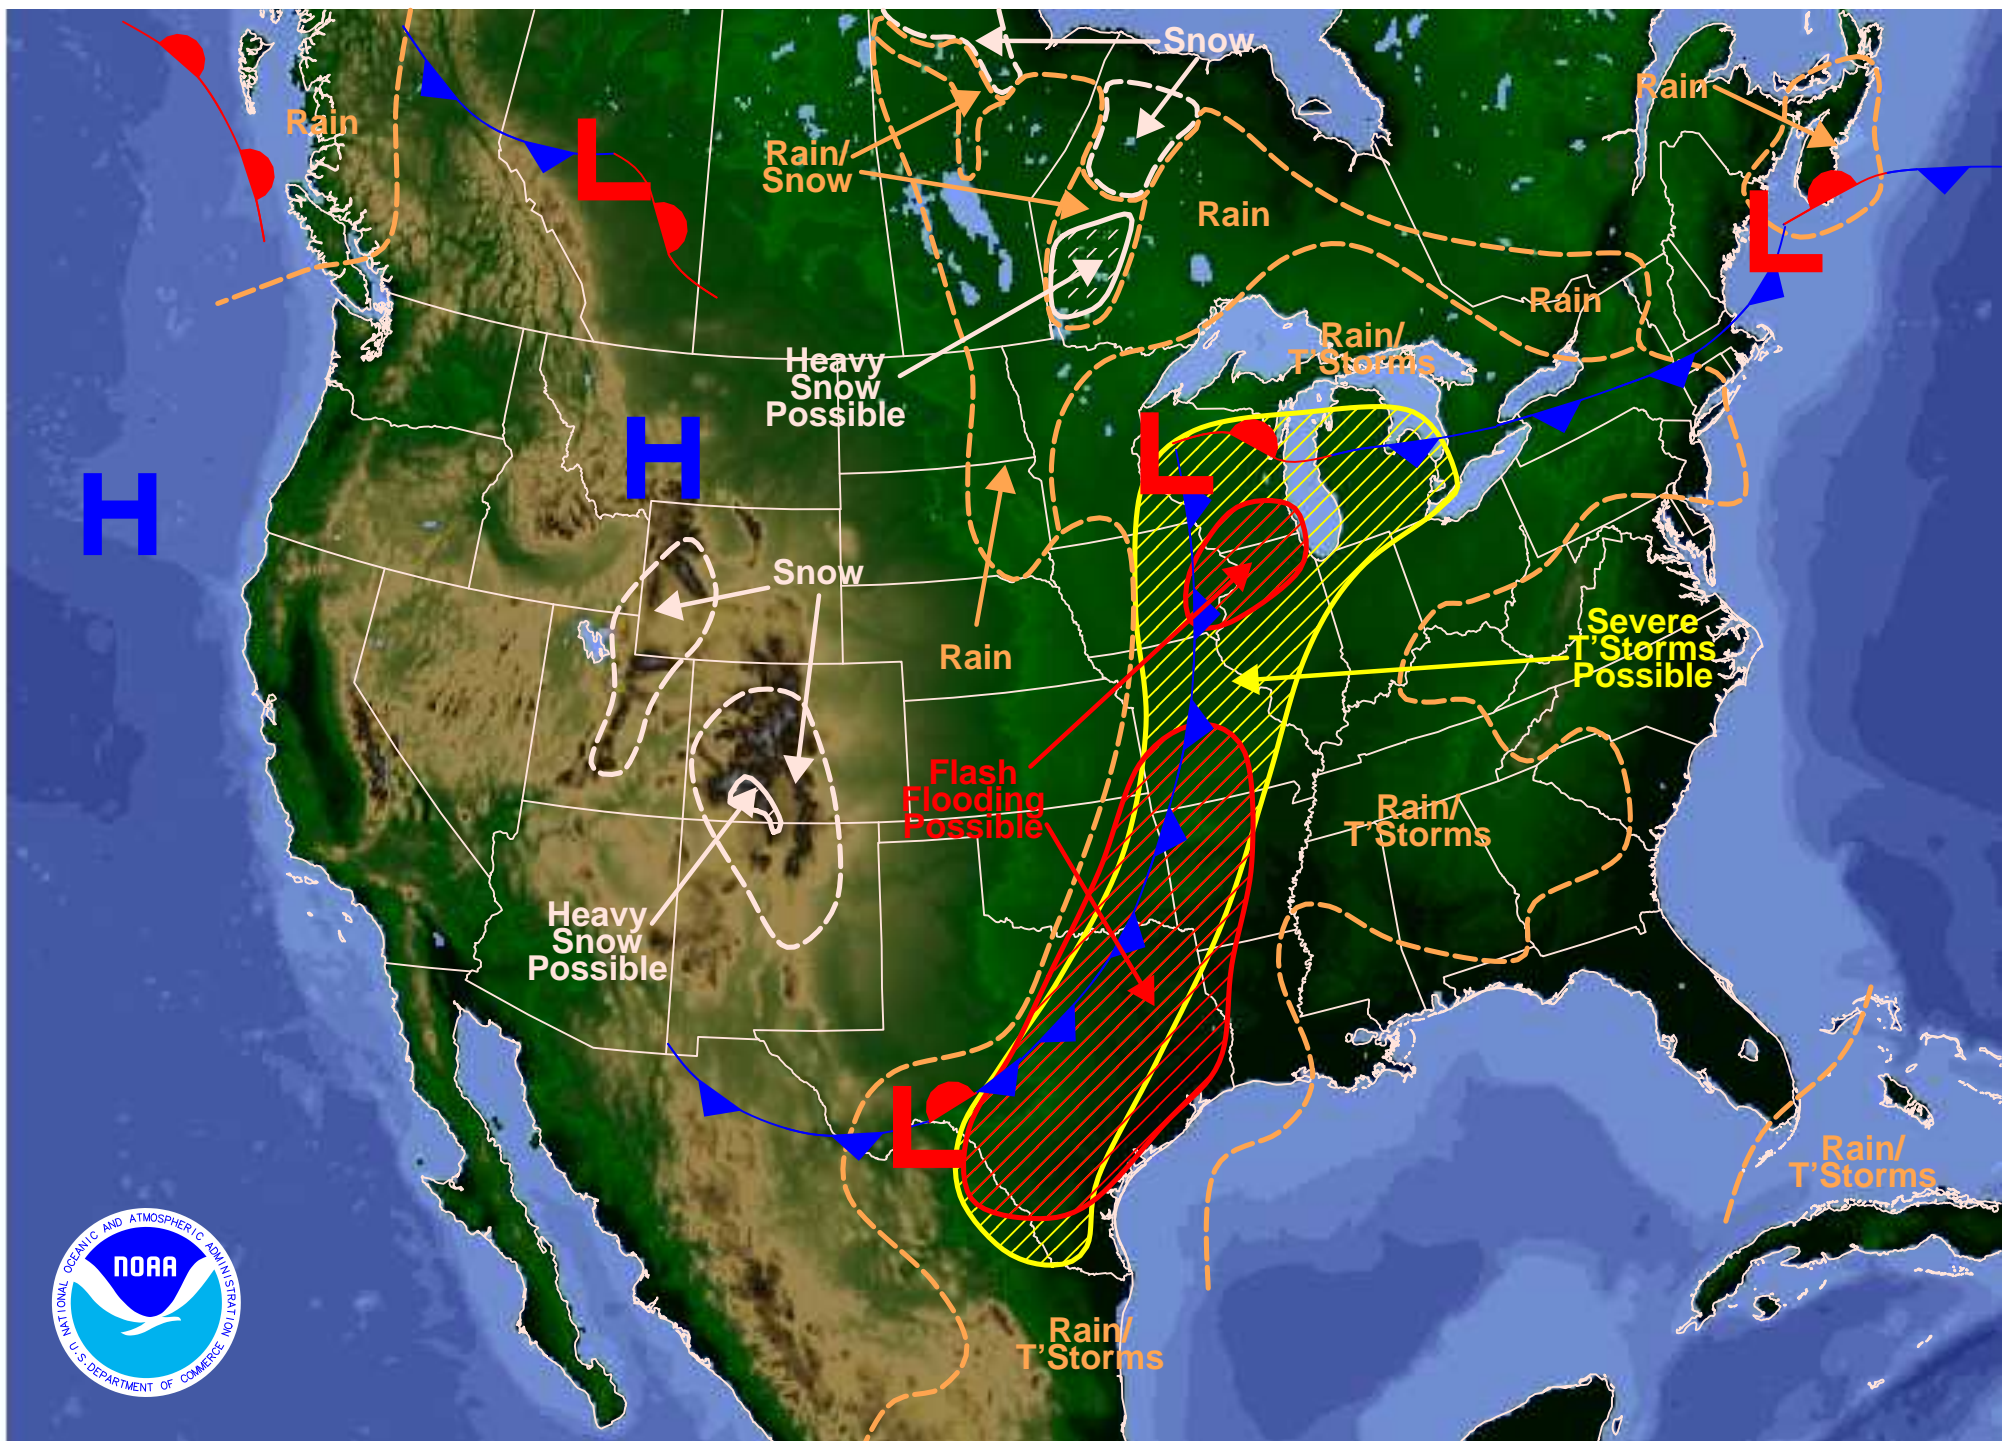 Snow
Rain
Rain
Rain/
Snow
Rain
Rain
Rain/
T'Storms
Heavy
Snow
Possible
L
L
L
L
H
H
Snow
Rain
Severe
T'Storms
Possible
Flash
Flooding
Possible
Rain/
T'Storms
Heavy
Snow
Possible
Rain/
T'Storms
Rain/
T'Storms
NATIONAL OCEANIC AND ATMOSPHERIC ADMINISTRATION
NOAA
U.S. DEPARTMENT OF COMMERCE